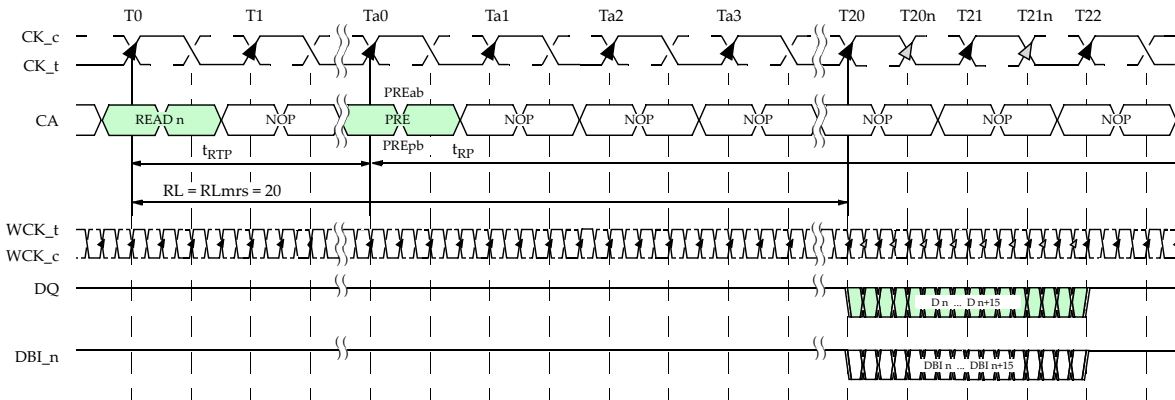 T0 T1 Ta0 Ta1 Ta2 Ta3 T20 T20n T21 T21n T22
CK_c
CK_t
PREab
CA READ n NOP PRE NOP NOP NOP NOP NOP NOP
PREpb
tRTP tRP
RL = RLmrs = 20
WCK_t
WCK_c
DQ
D n ... D n+15
DBI_n
DBI n ... DBI n+15